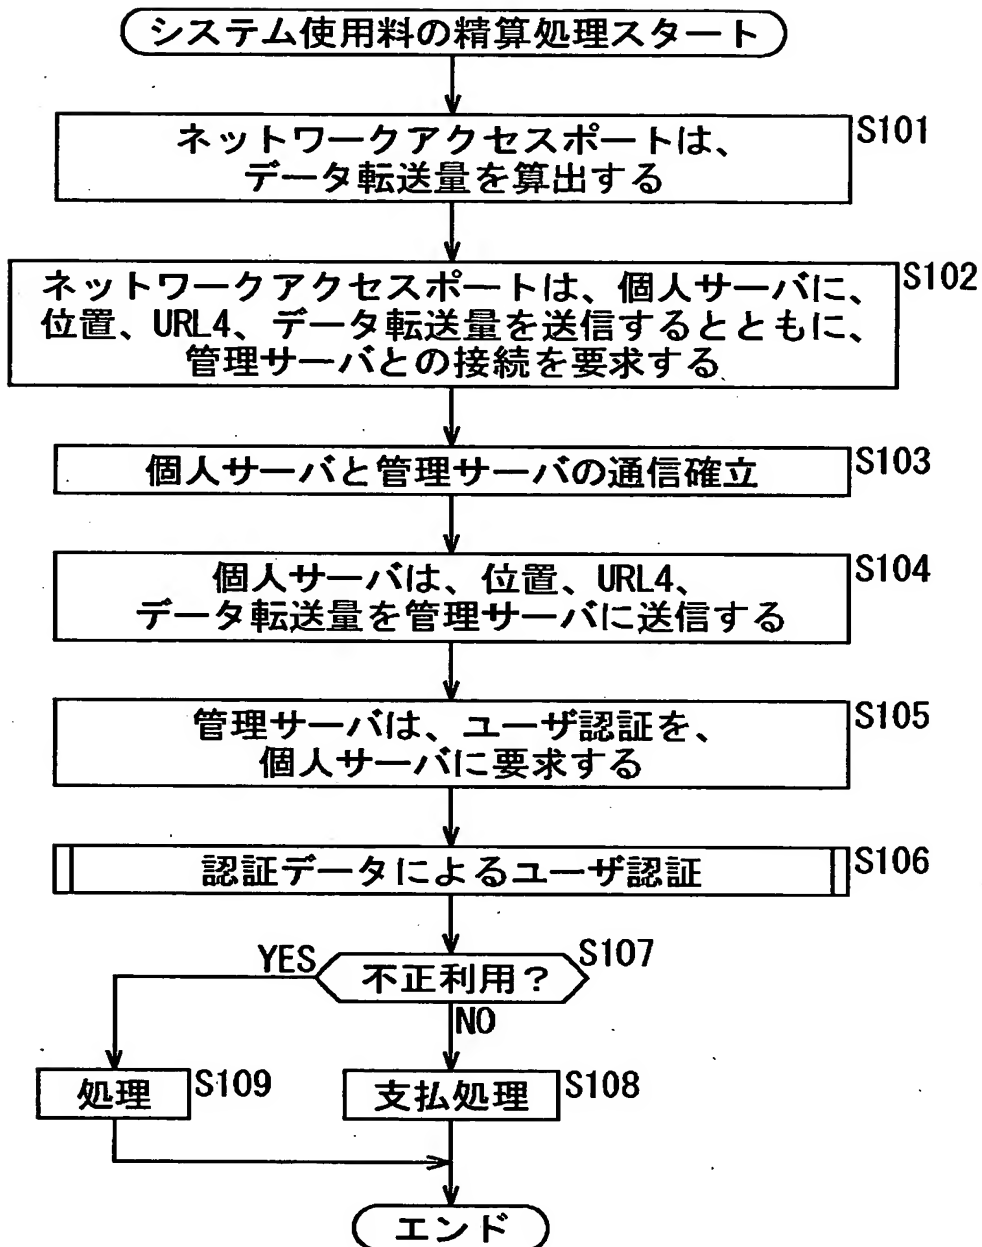 システム使用料の精算処理スタート
ネットワークアクセスポートは、
データ転送量を算出する
S101
ネットワークアクセスポートは、個人サーバに、
位置、URL4、データ転送量を送信するとともに、
管理サーバとの接続を要求する
S102
個人サーバと管理サーバの通信確立
S103
個人サーバは、位置、URL4、
データ転送量を管理サーバに送信する
S104
管理サーバは、ユーザ認証を、
個人サーバに要求する
S105
認証データによるユーザ認証
S106
不正利用？
S107
YES
NO
処理
S109
支払処理
S108
エンド